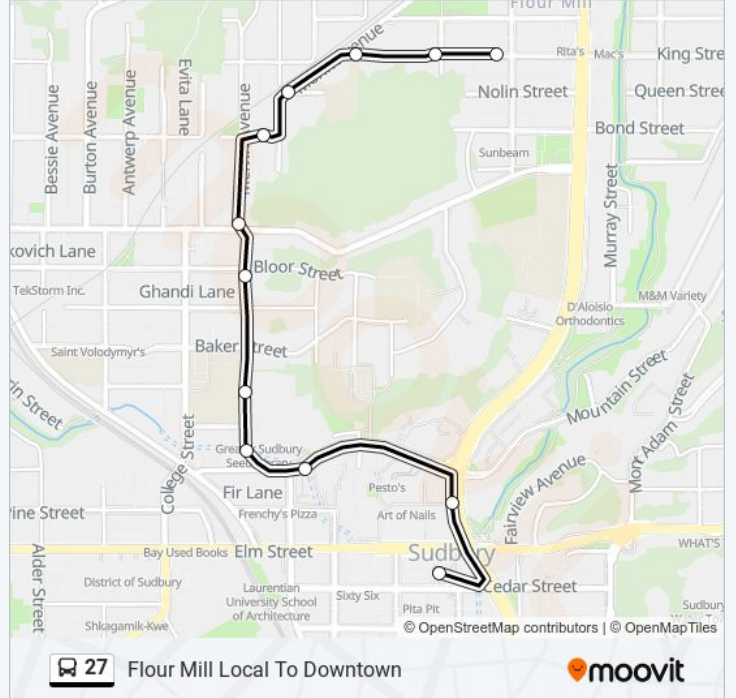 Flour Mill
Rita's
Mac's
King Stre
Evita Lane
Bessie Avenue
Burton Avenue
Antwerp Avenue
Nolin Street
Queen Stree
Bond Street
Sunbeam
Murray Street
kovich Lane
Bloor Street
TekStorm Inc.
Ghandi Lane
M&M Variety
D'Aloisio
Orthodontics
Saint Volodymyr's
Baker Street
Mountain Street
rin Street
Mont Adam Street
College Street
Greater Sudbury
Fir Lane
Pesto's
Fairview Avenue
Pine Street
Frenchy's Pizza
Art of Nalls
Bay Used Books
Elm Street
Sudbury
WHAT'S
Alder Street
District of Sudbury
Laurentian
University School
of Architecture
Sixty Six
Cedar Street
Pita Pit
Sudbury
Shkagamik-Kwe
© OpenStreetMap contributors | © OpenMapTiles
27 Flour Mill Local To Downtown
moovit